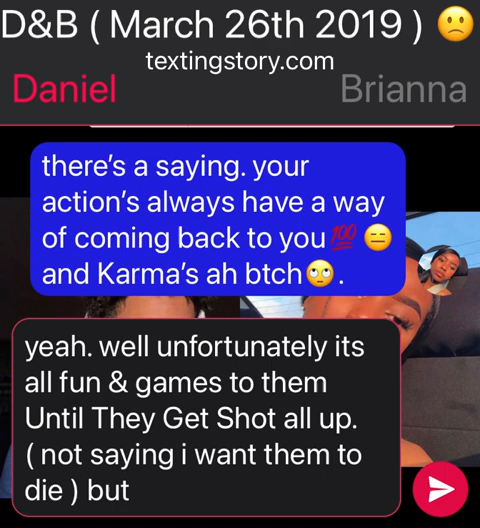 D&B ( March 26th 2019 ) 🙁
textingstory.com
Daniel Brianna
there's a saying. your
action's always have a way
of coming back to you💯 😑
and Karma's ah btch🙄.
yeah. well unfortunately its
all fun & games to them
Until They Get Shot all up.
( not saying i want them to
die ) but